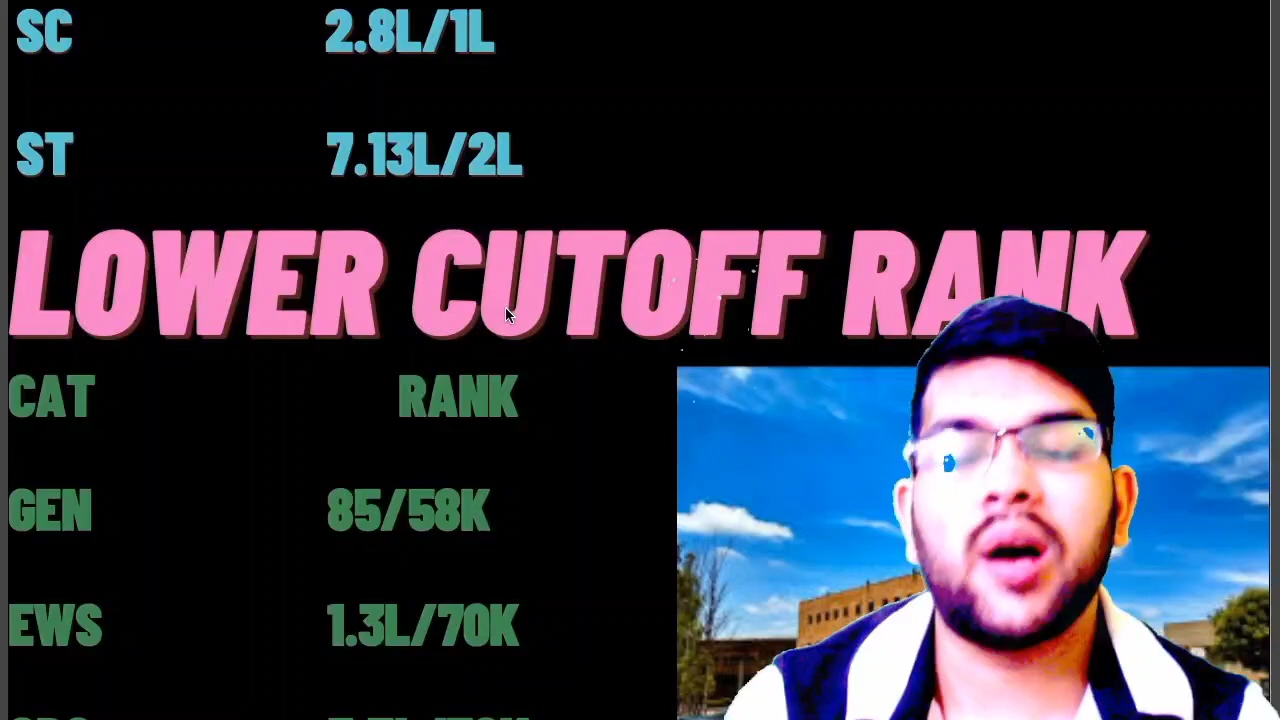 SC 2.8L/1L
ST 7.13L/2L
LOWER CUTOFF RANK
CAT RANK
GEN 85/58K
EWS 1.3L/70K